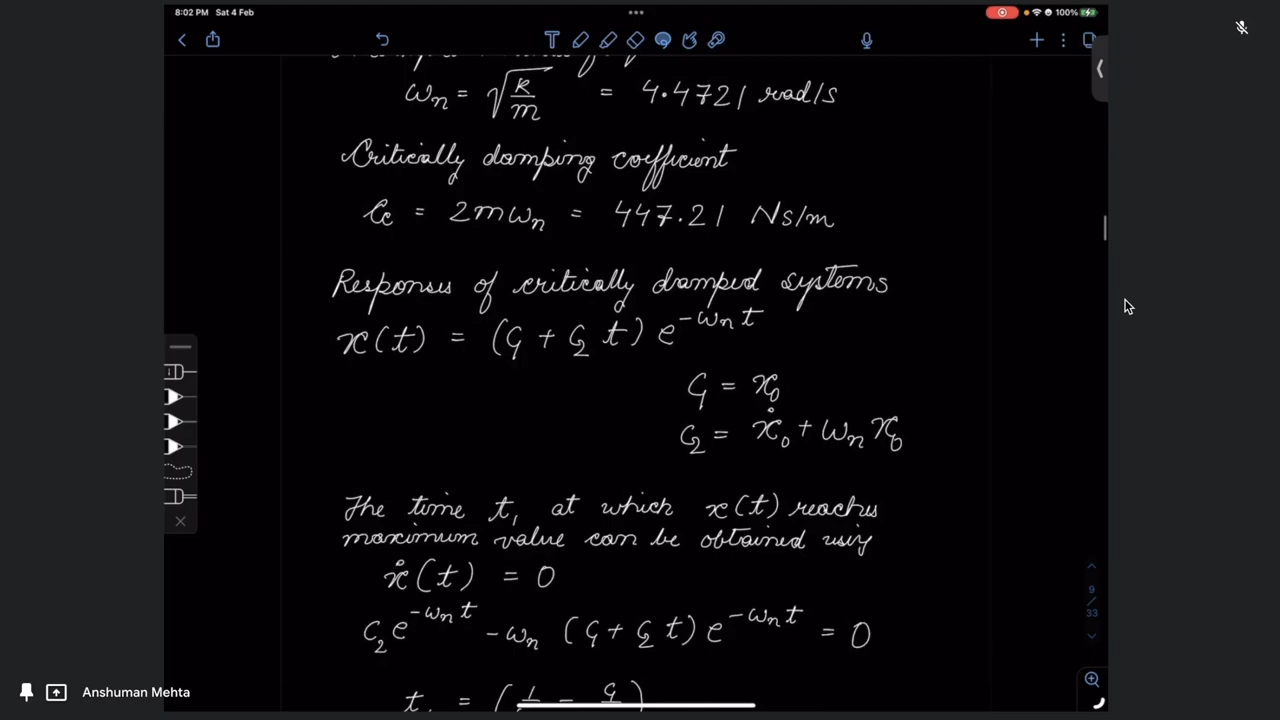 8:02 PM Sat 4 Feb
100%
ωn = √(k/m) = 4.4721 rad/s
Critically damping coefficient
Cc = 2mωn = 447.21 Ns/m
Responses of critically damped systems
x(t) = (C1 + C2 t) e^-ωn t
C1 = x0
C2 = ẋ0 + ωn x0
The time t1 at which x(t) reaches
maximum value can be obtained using
ẋ(t) = 0
C2 e^-ωn t - ωn (C1 + C2 t) e^-ωn t = 0
9
/
33
Anshuman Mehta